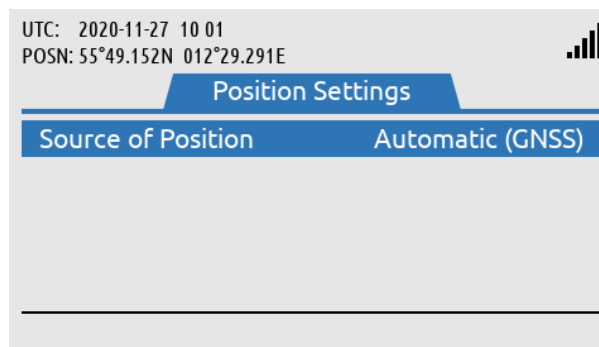 UTC: 2020-11-27 10 01
POSN: 55°49.152N 012°29.291E
Position Settings
Source of Position Automatic (GNSS)